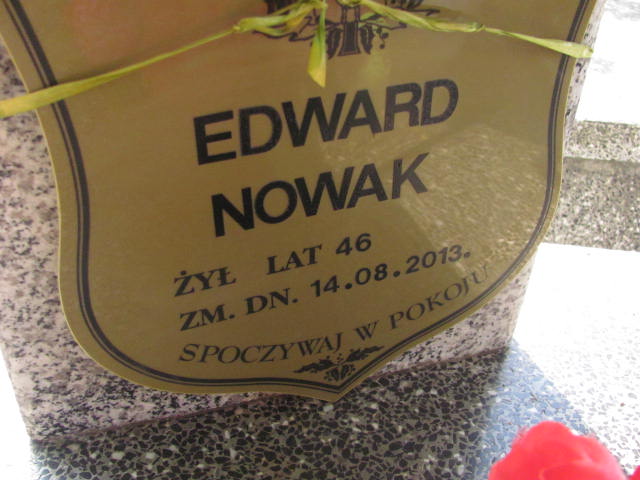 EDWARD
NOWAK
ŻYŁ LAT 46
ZM. DN. 14.08.2013.
SPOCZYWAJ W POKOJU